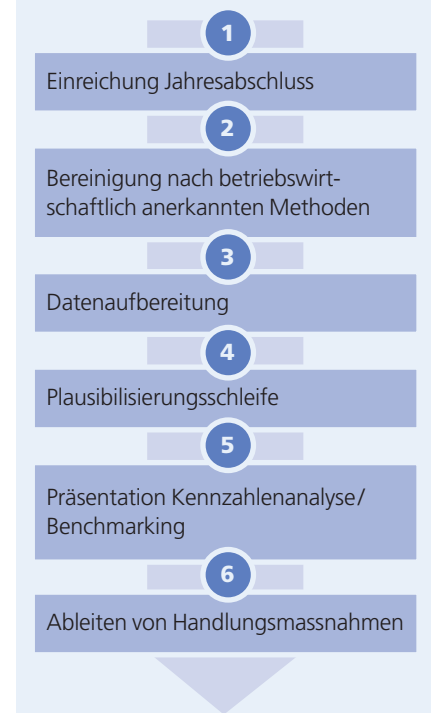 1
Einreichung Jahresabschluss
2
Bereinigung nach betriebswirt-
schaftlich anerkannten Methoden
3
Datenaufbereitung
4
Plausibilisierungsschleife
5
Präsentation Kennzahlenanalyse/
Benchmarking
6
Ableiten von Handlungsmassnahmen